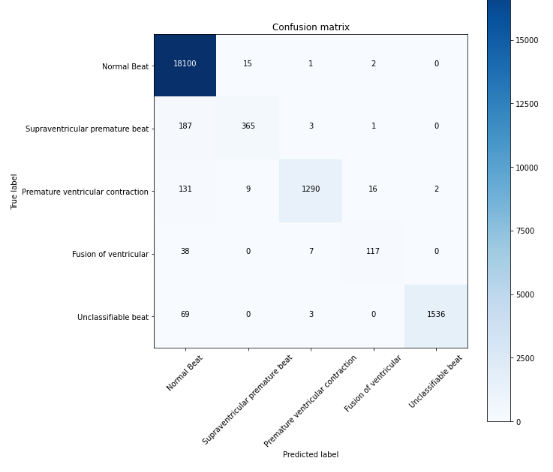 Confusion matrix
True label
Normal Beat 18100 15 1 2 0
Supraventricular premature beat 187 365 3 1 0
Premature ventricular contraction 131 9 1290 16 2
Fusion of ventricular 38 0 7 117 0
Unclassifiable beat 69 0 3 0 1536
Normal Beat
Supraventricular premature beat
Premature ventricular contraction
Fusion of ventricular
Unclassifiable beat
Predicted label
15000
12500
10000
7500
5000
2500
0